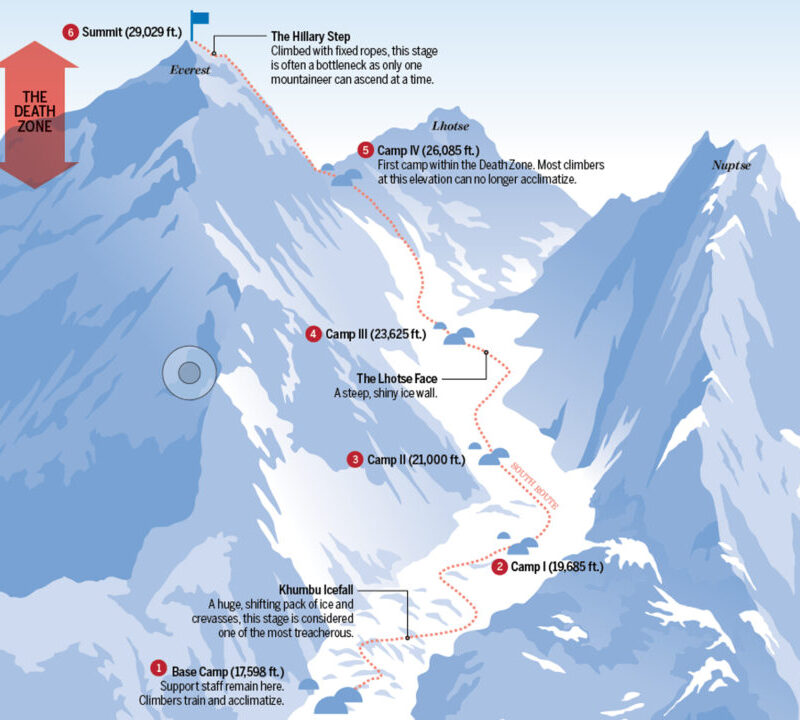 6 Summit (29,029 ft.)
The Hillary Step
Climbed with fixed ropes, this stage
is often a bottleneck as only one
mountaineer can ascend at a time.
Everest
THE
DEATH
ZONE
Lhotse
5 Camp IV (26,085 ft.)
First camp within the Death Zone. Most climbers
at this elevation can no longer acclimatize.
Nuptse
4 Camp III (23,625 ft.)
The Lhotse Face
A steep, shiny ice wall.
3 Camp II (21,000 ft.)
SOUTH ROUTE
2 Camp I (19,685 ft.)
Khumbu Icefall
A huge, shifting pack of ice and
crevasses, this stage is considered
one of the most treacherous.
1 Base Camp (17,598 ft.)
Support staff remain here.
Climbers train and acclimatize.